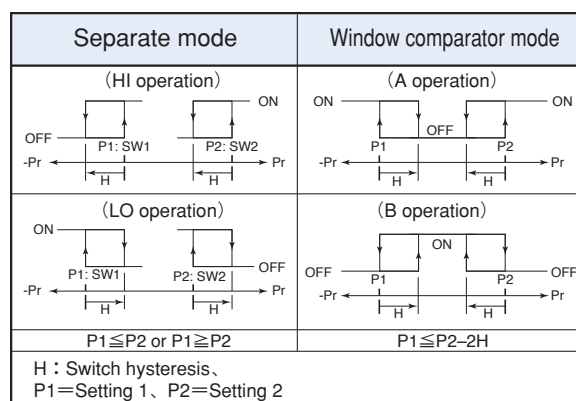 Separate mode
Window comparator mode
(HI operation)
ON
OFF
P1: SW1
P2: SW2
-Pr
Pr
H
H
(A operation)
ON
ON
OFF
P1
P2
-Pr
Pr
H
H
(LO operation)
ON
OFF
P1: SW1
P2: SW2
-Pr
Pr
H
H
(B operation)
ON
OFF
OFF
P1
P2
-Pr
Pr
H
H
P1≦P2 or P1≧P2
P1≦P2–2H
H：Switch hysteresis、
P1＝Setting 1、P2＝Setting 2